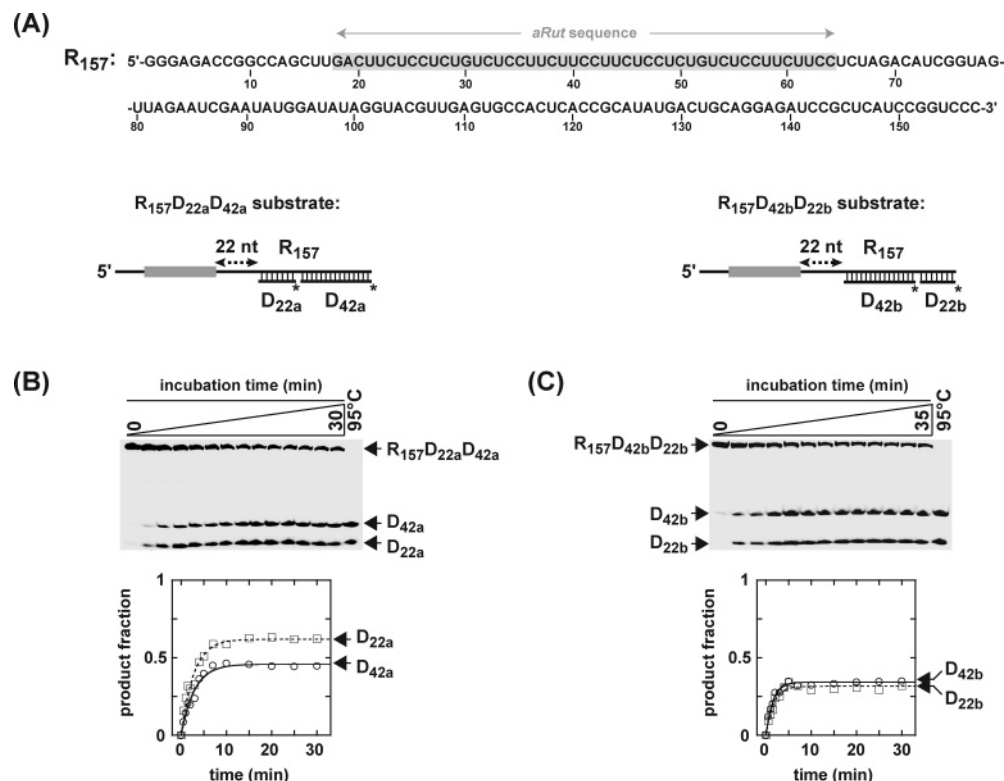 (A)
aRut sequence
R157: 5'-GGGAGACCGGCCAGCUUGACUUCUCCUCUGUCUCCUUCUUCCUUCUCCUCUGUCUCCUUCUUCCUCUAGACAUCGGUAG-
10 20 30 40 50 60 70
-UUAGAAUCGAAUAUGGAUAUAGGUACGUUGAGUGCCACUCACCGCAUAUGACUGCAGGAGAUCCGCUCAUCCGGUCCC-3'
80 90 100 110 120 130 140 150
R157D22aD42a substrate: R157D42bD22b substrate:
22 nt R157 22 nt R157
5' 5'
* * * *
D22a D42a D42b D22b
(B) (C)
incubation time (min) incubation time (min)
0 30 95°C 0 35 95°C
R157D22aD42a R157D42bD22b
D42a D42b
D22a D22b
1 1
D22a
product fraction 0.5 product fraction 0.5
D42a D42b
D22b
0 0
0 10 20 30 0 10 20 30
time (min) time (min)